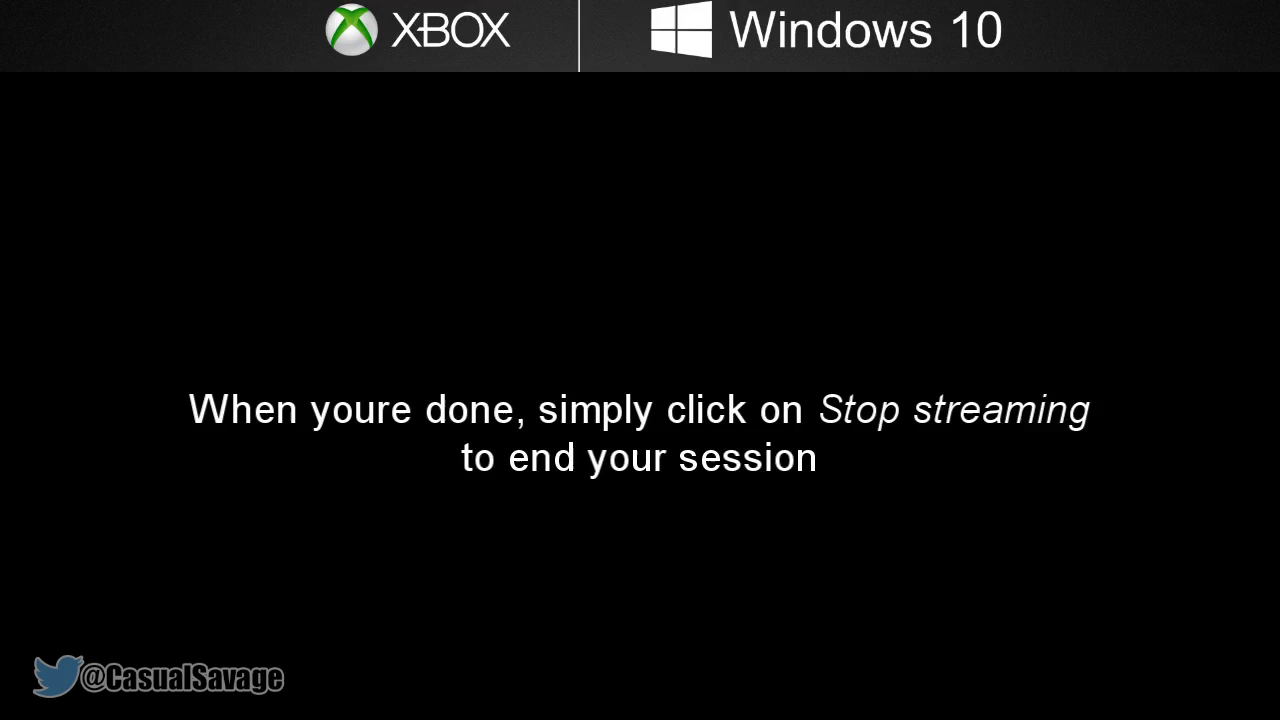 XBOX Windows 10
When youre done, simply click on Stop streaming
to end your session
@CasualSavage